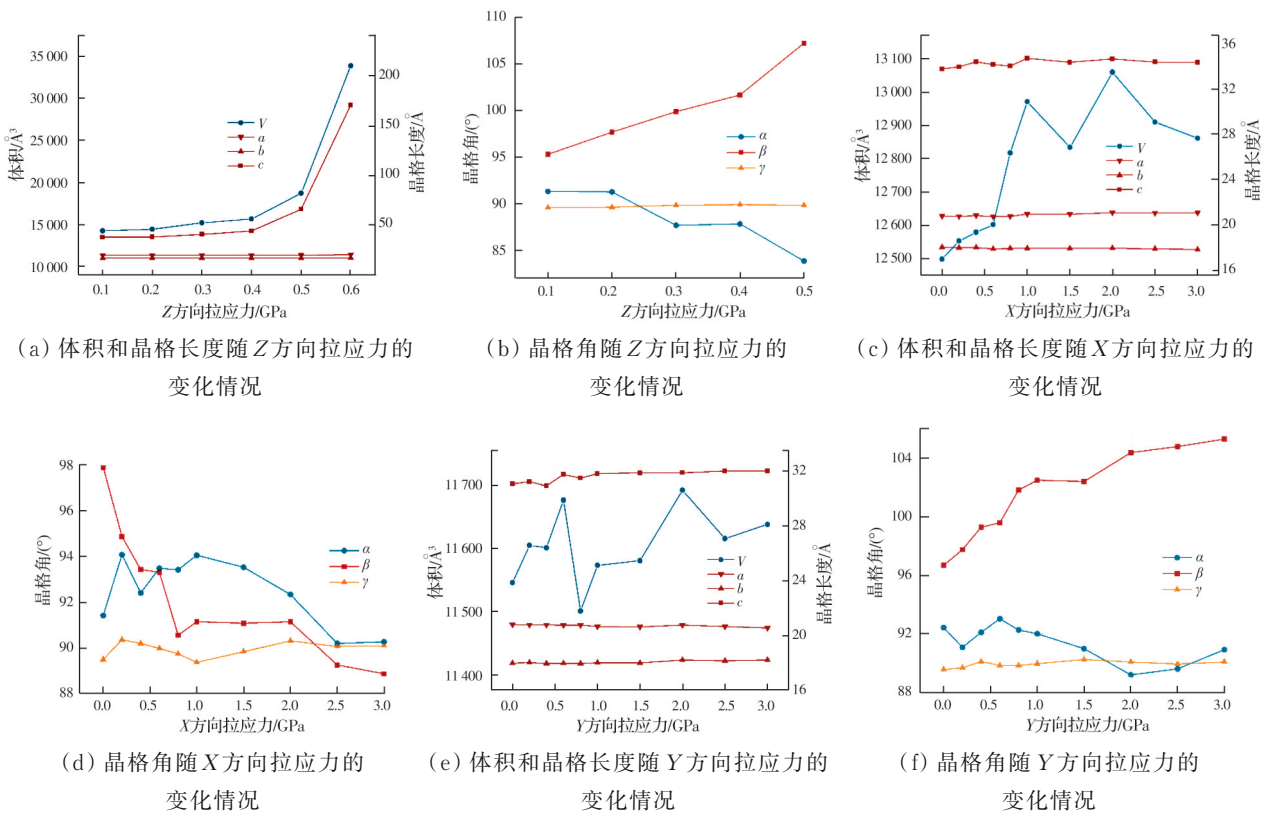 35 000
30 000
25 000
20 000
15 000
10 000
体积/Å³
200
150
100
50
晶格长度/Å
V
a
b
c
0.1 0.2 0.3 0.4 0.5 0.6
Z方向拉应力/GPa
(a) 体积和晶格长度随Z方向拉应力的
变化情况
110
105
100
95
90
85
晶格角/(°)
α
β
γ
0.1 0.2 0.3 0.4 0.5
Z方向拉应力/GPa
(b) 晶格角随Z方向拉应力的
变化情况
13 100
13 000
12 900
12 800
12 700
12 600
12 500
体积/Å³
36
32
28
24
20
16
晶格长度/Å
V
a
b
c
0.0 0.5 1.0 1.5 2.0 2.5 3.0
X方向拉应力/GPa
(c) 体积和晶格长度随X方向拉应力的
变化情况
98
96
94
92
90
88
晶格角/(°)
α
β
γ
0.0 0.5 1.0 1.5 2.0 2.5 3.0
X方向拉应力/GPa
(d) 晶格角随X方向拉应力的
变化情况
11 700
11 600
11 500
11 400
体积/Å³
32
28
24
20
16
晶格长度/Å
V
a
b
c
0.0 0.5 1.0 1.5 2.0 2.5 3.0
Y方向拉应力/GPa
(e) 体积和晶格长度随Y方向拉应力的
变化情况
104
100
96
92
88
晶格角/(°)
α
β
γ
0.0 0.5 1.0 1.5 2.0 2.5 3.0
Y方向拉应力/GPa
(f) 晶格角随Y方向拉应力的
变化情况